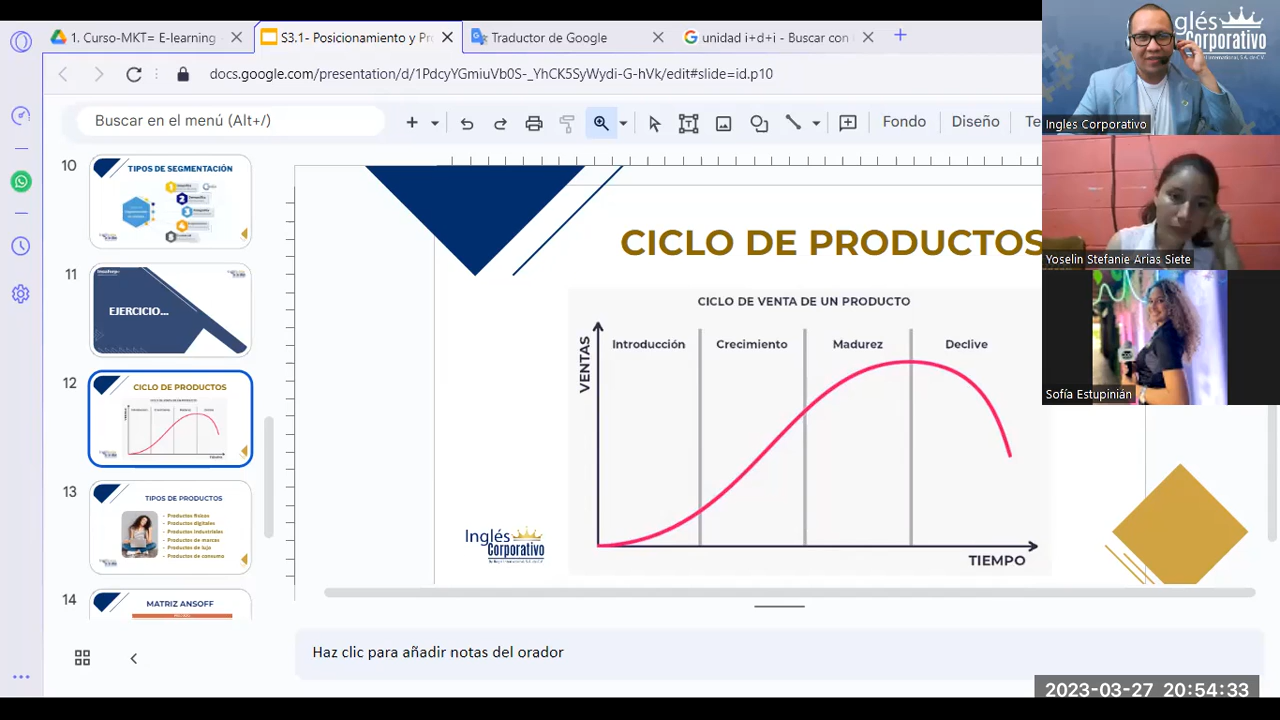 1. Curso-MKT= E-learning
S3.1- Posicionamiento y Pr
Traductor de Google
unidad i+d+i - Buscar con
docs.google.com/presentation/d/1PdcyYGmiuVb0S-_YhCK5SyWydi-G-hVk/edit#slide=id.p10
Buscar en el menú (Alt+/)
Fondo
Diseño
Te
10
TIPOS DE SEGMENTACIÓN
11
EJERCICIO...
12
CICLO DE PRODUCTOS
13
TIPOS DE PRODUCTOS
- Productos físicos
- Productos digitales
- Productos industriales
- Productos de marcas
- Productos de lujo
- Productos de consumo
14
MATRIZ ANSOFF
CICLO DE PRODUCTOS
CICLO DE VENTA DE UN PRODUCTO
VENTAS
Introducción
Crecimiento
Madurez
Declive
TIEMPO
Inglés
Corporativo
Haz clic para añadir notas del orador
glés
Corporativo
Ingles Corporativo
Yoselin Stefanie Arias Siete
Sofía Estupinián
2023-03-27 20:54:33